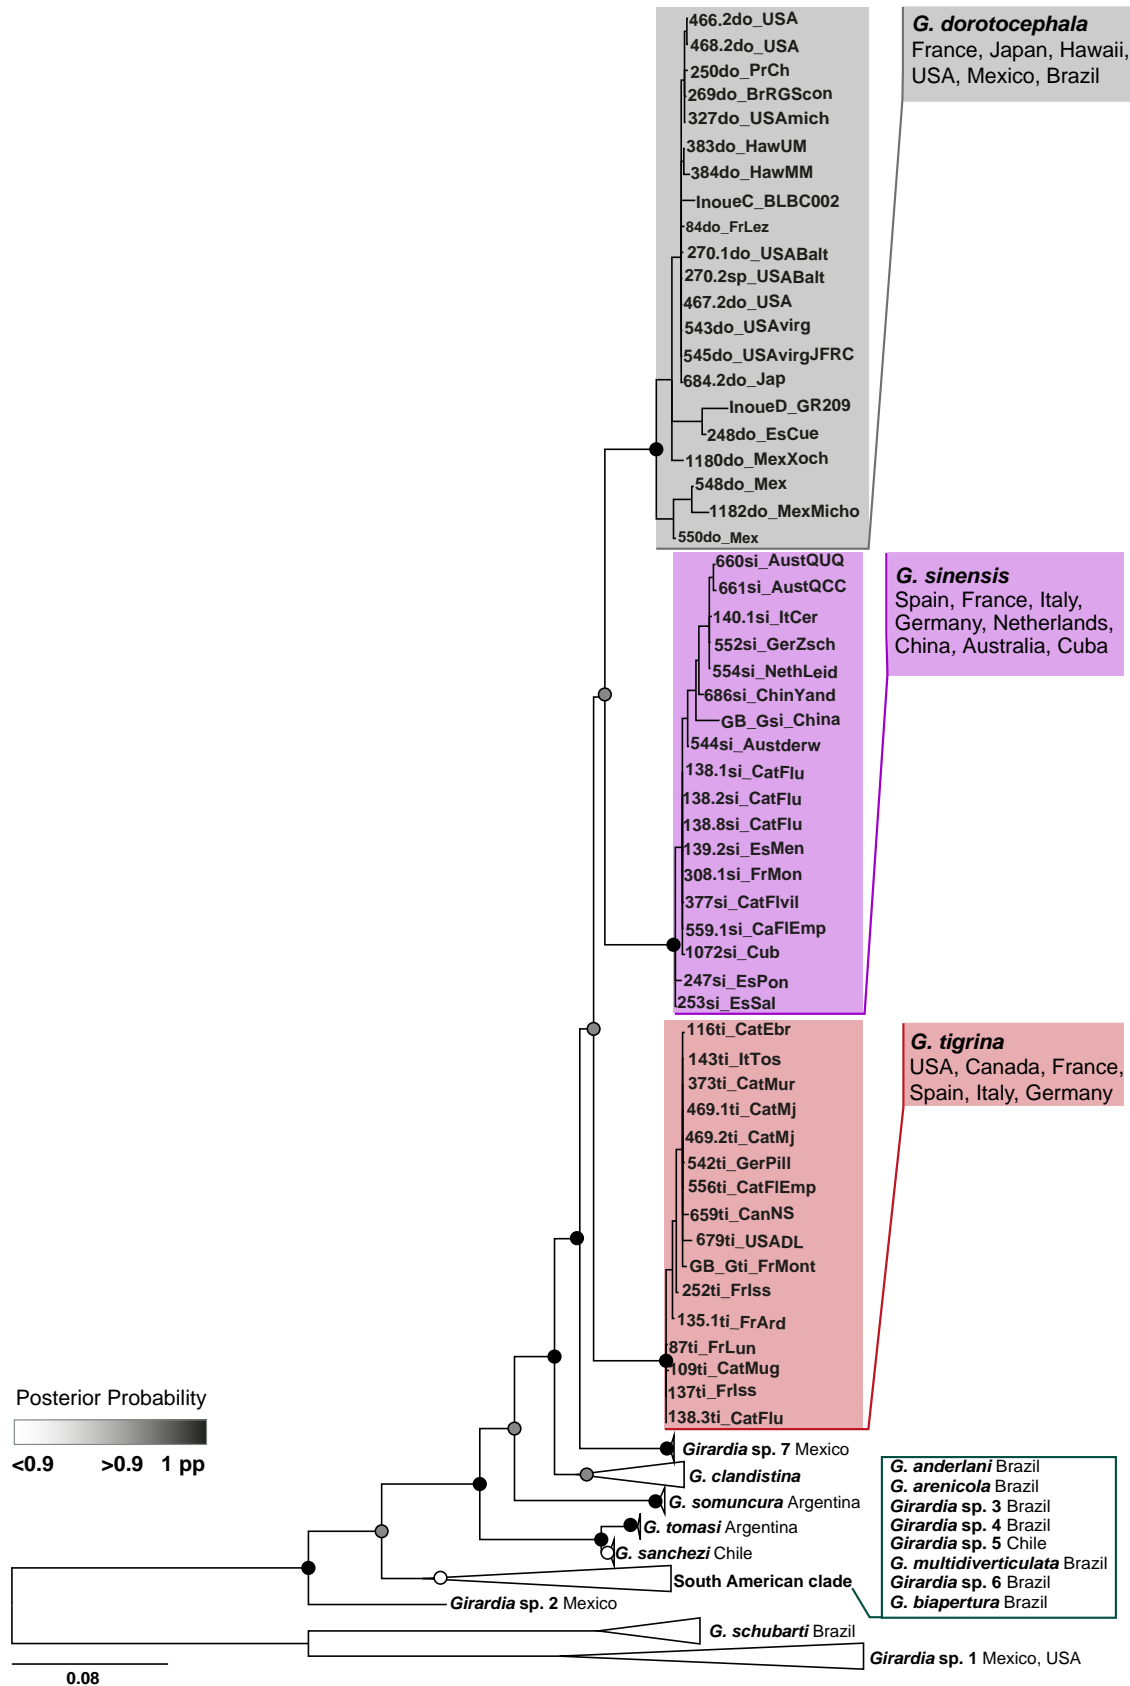 466.2do_USA
468.2do_USA
250do_PrCh
269do_BrRGScon
327do_USAmich
383do_HawUM
384do_HawMM
InoueC_BLBC002
84do_FrLez
270.1do_USABalt
270.2sp_USABalt
467.2do_USA
543do_USAvirg
545do_USAvirgJFRC
684.2do_Jap
InoueD_GR209
248do_EsCue
1180do_MexXoch
548do_Mex
1182do_MexMicho
550do_Mex
G. dorotocephala
France, Japan, Hawaii,
USA, Mexico, Brazil
660si_AustQUQ
661si_AustQCC
140.1si_ItCer
552si_GerZsch
554si_NethLeid
686si_ChinYand
GB_Gsi_China
544si_Austderw
138.1si_CatFlu
138.2si_CatFlu
138.8si_CatFlu
139.2si_EsMen
308.1si_FrMon
377si_CatFlvil
559.1si_CaFlEmp
1072si_Cub
247si_EsPon
253si_EsSal
G. sinensis
Spain, France, Italy,
Germany, Netherlands,
China, Australia, Cuba
116ti_CatEbr
143ti_ItTos
373ti_CatMur
469.1ti_CatMj
469.2ti_CatMj
542ti_GerPill
556ti_CatFlEmp
659ti_CanNS
679ti_USADL
GB_Gti_FrMont
252ti_FrIss
135.1ti_FrArd
87ti_FrLun
109ti_CatMug
137ti_FrIss
138.3ti_CatFlu
G. tigrina
USA, Canada, France,
Spain, Italy, Germany
Posterior Probability
<0.9 >0.9 1 pp
Girardia sp. 7 Mexico
G. clandistina
G. somuncura Argentina
G. tomasi Argentina
G. sanchezi Chile
South American clade
Girardia sp. 2 Mexico
G. schubarti Brazil
Girardia sp. 1 Mexico, USA
G. anderlani Brazil
G. arenicola Brazil
Girardia sp. 3 Brazil
Girardia sp. 4 Brazil
Girardia sp. 5 Chile
G. multidiverticulata Brazil
Girardia sp. 6 Brazil
G. biapertura Brazil
0.08